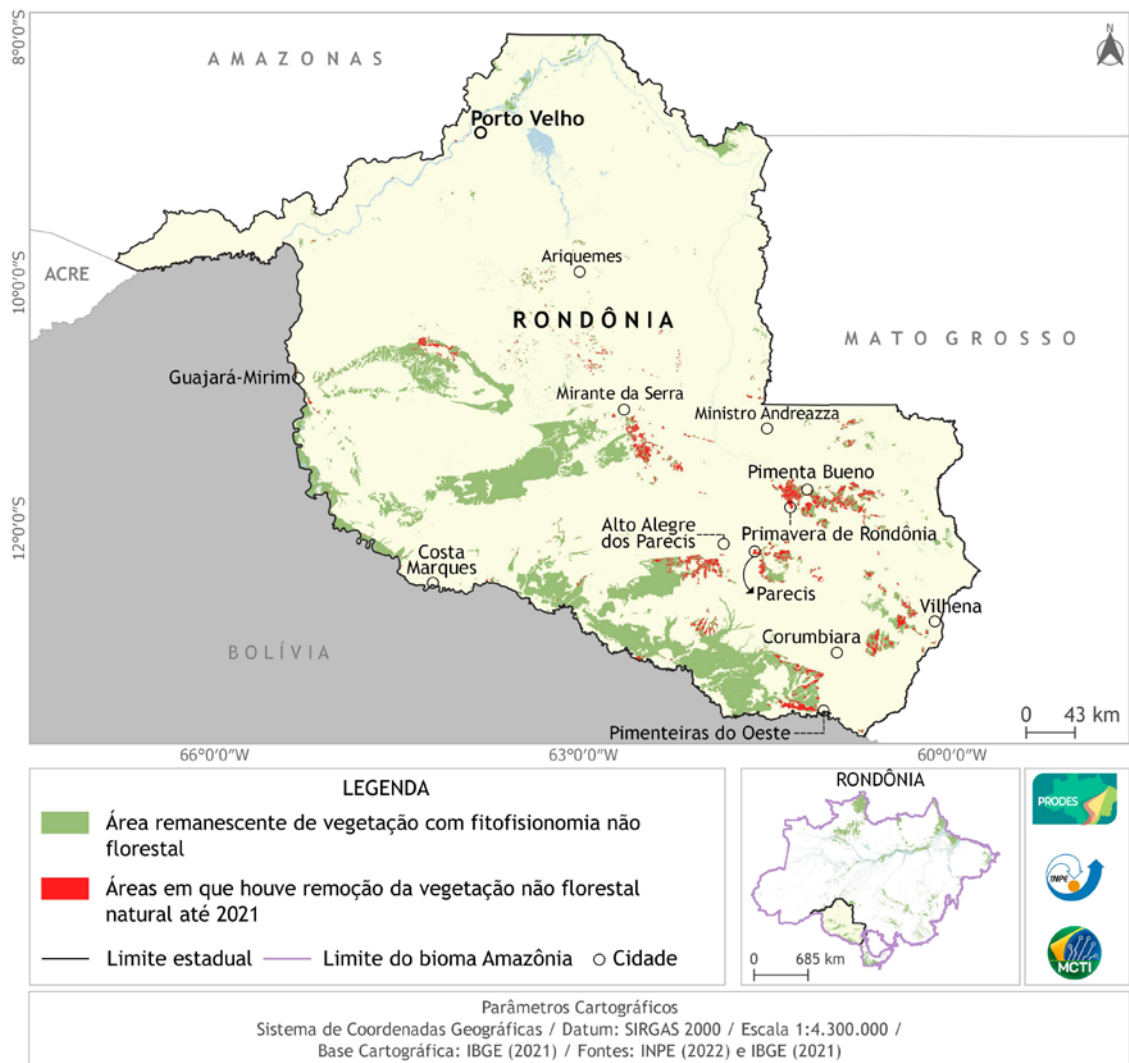 8°0'0"S
AMAZONAS
N
Porto Velho
ACRE
10°0'0"S
Ariquemes
RONDÔNIA
MATO GROSSO
Guajará-Mirim
Mirante da Serra
Ministro Andreazza
Pimenta Bueno
12°0'0"S
Alto Alegre
dos Parecis
Primavera de Rondônia
Costa
Marques
Parecis
Vilhena
Corumbiara
BOLÍVIA
0 43 km
Pimenteiras do Oeste
66°0'0"W 63°0'0"W 60°0'0"W
LEGENDA
Área remanescente de vegetação com fitofisionomia não
florestal
Áreas em que houve remoção da vegetação não florestal
natural até 2021
Limite estadual Limite do bioma Amazônia Cidade
RONDÔNIA
0 685 km
PRODES
INPE
MCTI
Parâmetros Cartográficos
Sistema de Coordenadas Geográficas / Datum: SIRGAS 2000 / Escala 1:4.300.000 /
Base Cartográfica: IBGE (2021) / Fontes: INPE (2022) e IBGE (2021)